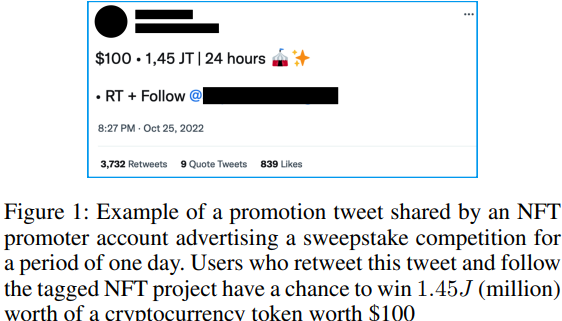 $100 • 1,45 JT | 24 hours 🎪✨
• RT + Follow @
8:27 PM · Oct 25, 2022
3,732 Retweets 9 Quote Tweets 839 Likes
Figure 1: Example of a promotion tweet shared by an NFT
promoter account advertising a sweepstake competition for
a period of one day. Users who retweet this tweet and follow
the tagged NFT project have a chance to win 1.45J (million)
worth of a cryptocurrency token worth $100